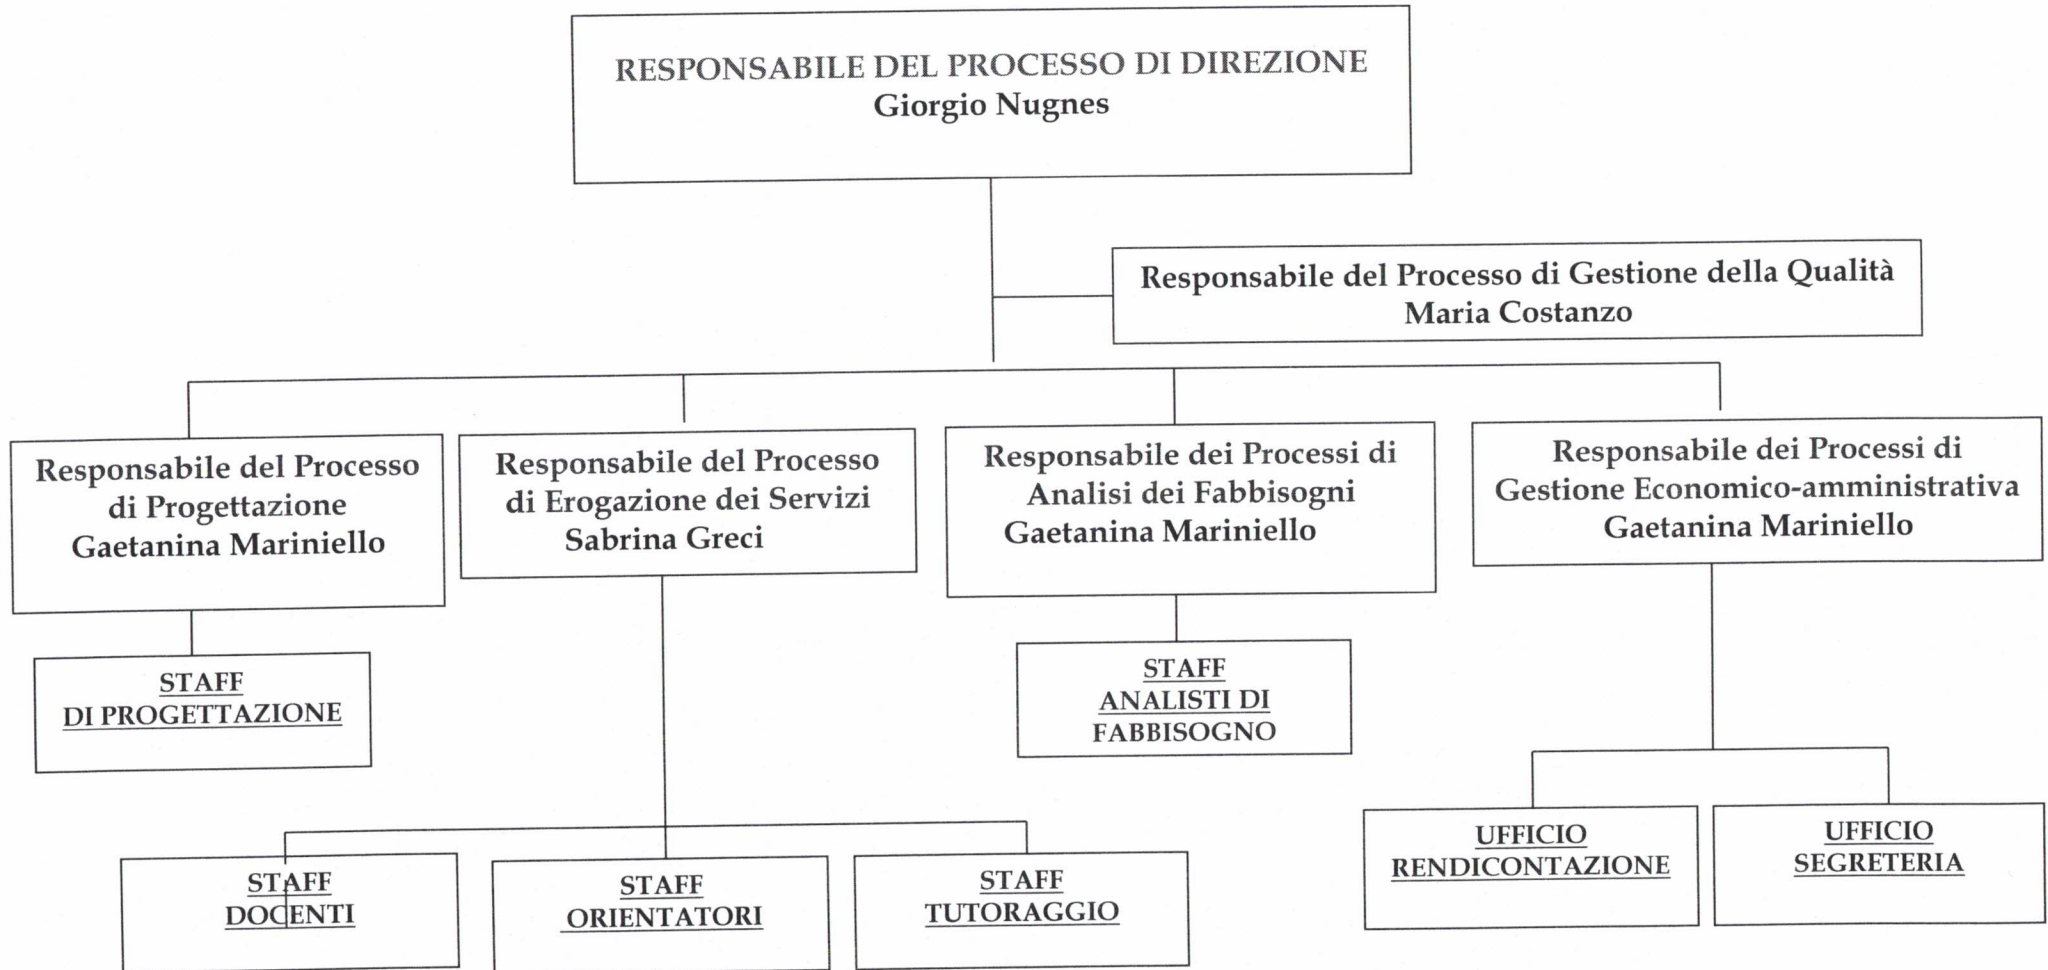 RESPONSABILE DEL PROCESSO DI DIREZIONE
Giorgio Nugnes
Responsabile del Processo di Gestione della Qualità
Maria Costanzo
Responsabile del Processo
di Progettazione
Gaetanina Mariniello
Responsabile del Processo
di Erogazione dei Servizi
Sabrina Greci
Responsabile dei Processi di
Analisi dei Fabbisogni
Gaetanina Mariniello
Responsabile dei Processi di
Gestione Economico-amministrativa
Gaetanina Mariniello
STAFF
DI PROGETTAZIONE
STAFF
ANALISTI DI
FABBISOGNO
STAFF
DOCENTI
STAFF
ORIENTATORI
STAFF
TUTORAGGIO
UFFICIO
RENDICONTAZIONE
UFFICIO
SEGRETERIA